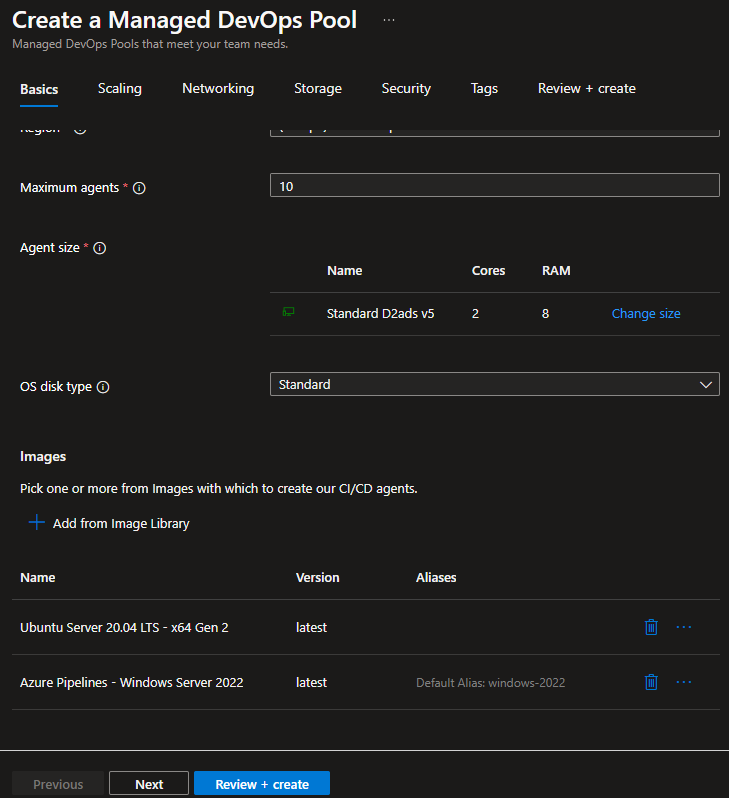 Create a Managed DevOps Pool ...
Managed DevOps Pools that meet your team needs.
Basics Scaling Networking Storage Security Tags Review + create
Region
Maximum agents * 10
Agent size *
Name Cores RAM
Standard D2ads v5 2 8 Change size
OS disk type Standard
Images
Pick one or more from Images with which to create our CI/CD agents.
+ Add from Image Library
Name Version Aliases
Ubuntu Server 20.04 LTS - x64 Gen 2 latest ...
Azure Pipelines - Windows Server 2022 latest Default Alias: windows-2022 ...
Previous Next Review + create